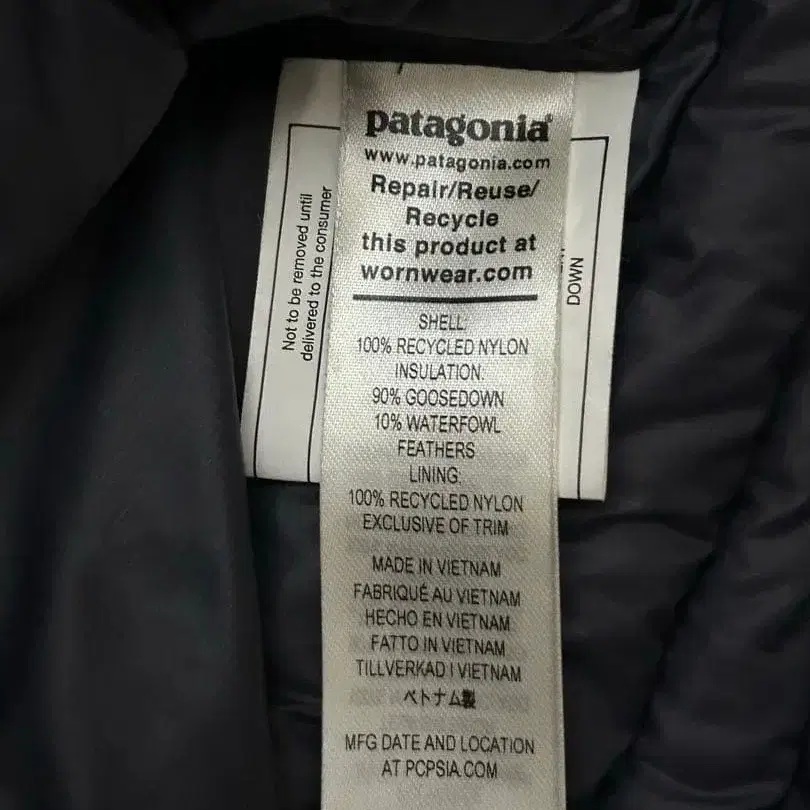 patagonia®
www.patagonia.com
Repair/Reuse/
Recycle
this product at
wornwear.com
SHELL:
100% RECYCLED NYLON
INSULATION:
90% GOOSEDOWN
10% WATERFOWL
FEATHERS
LINING:
100% RECYCLED NYLON
EXCLUSIVE OF TRIM
MADE IN VIETNAM
FABRIQUÉ AU VIETNAM
HECHO EN VIETNAM
FATTO IN VIETNAM
TILLVERKAD I VIETNAM
ベトナム製
MFG DATE AND LOCATION
AT PCPSIA.COM
Not to be removed until
delivered to the consumer
DOWN